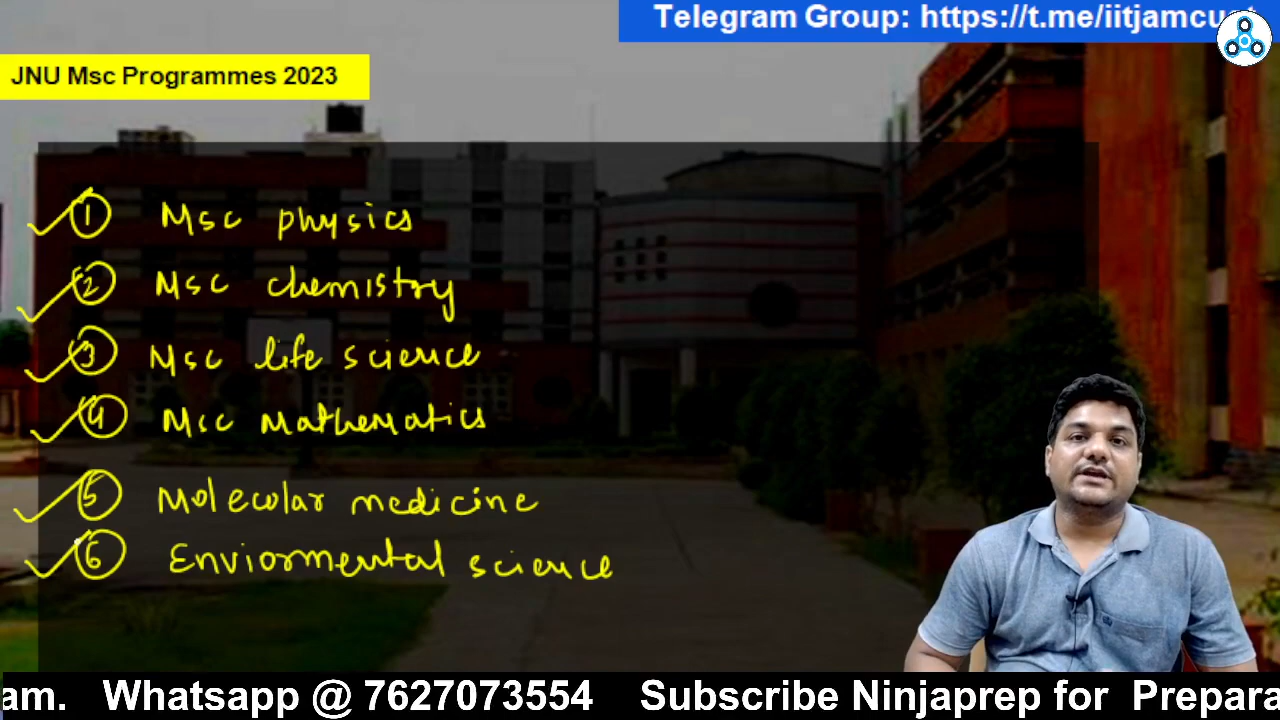 Telegram Group: https://t.me/iitjamcuet
JNU Msc Programmes 2023
1 Msc physics
2 Msc chemistry
3 Msc life science
4 Msc Mathematics
5 Molecular medicine
6 Enviormental science
am. Whatsapp @ 7627073554 Subscribe Ninjaprep for Prepara